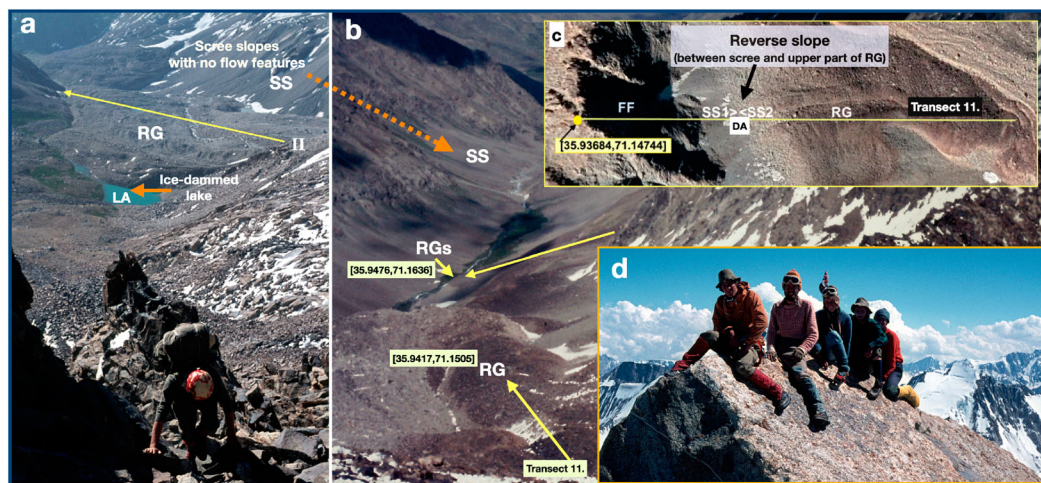 a
Scree slopes
with no flow features
SS
RG
II
Ice-dammed
lake
LA
b
SS
RGs
[35.9476,71.1636]
[35.9417,71.1505]
RG
Transect 11.
c
Reverse slope
(between scree and upper part of RG)
FF
SS1> <SS2
DA
RG
Transect 11.
[35.93684,71.14744]
d